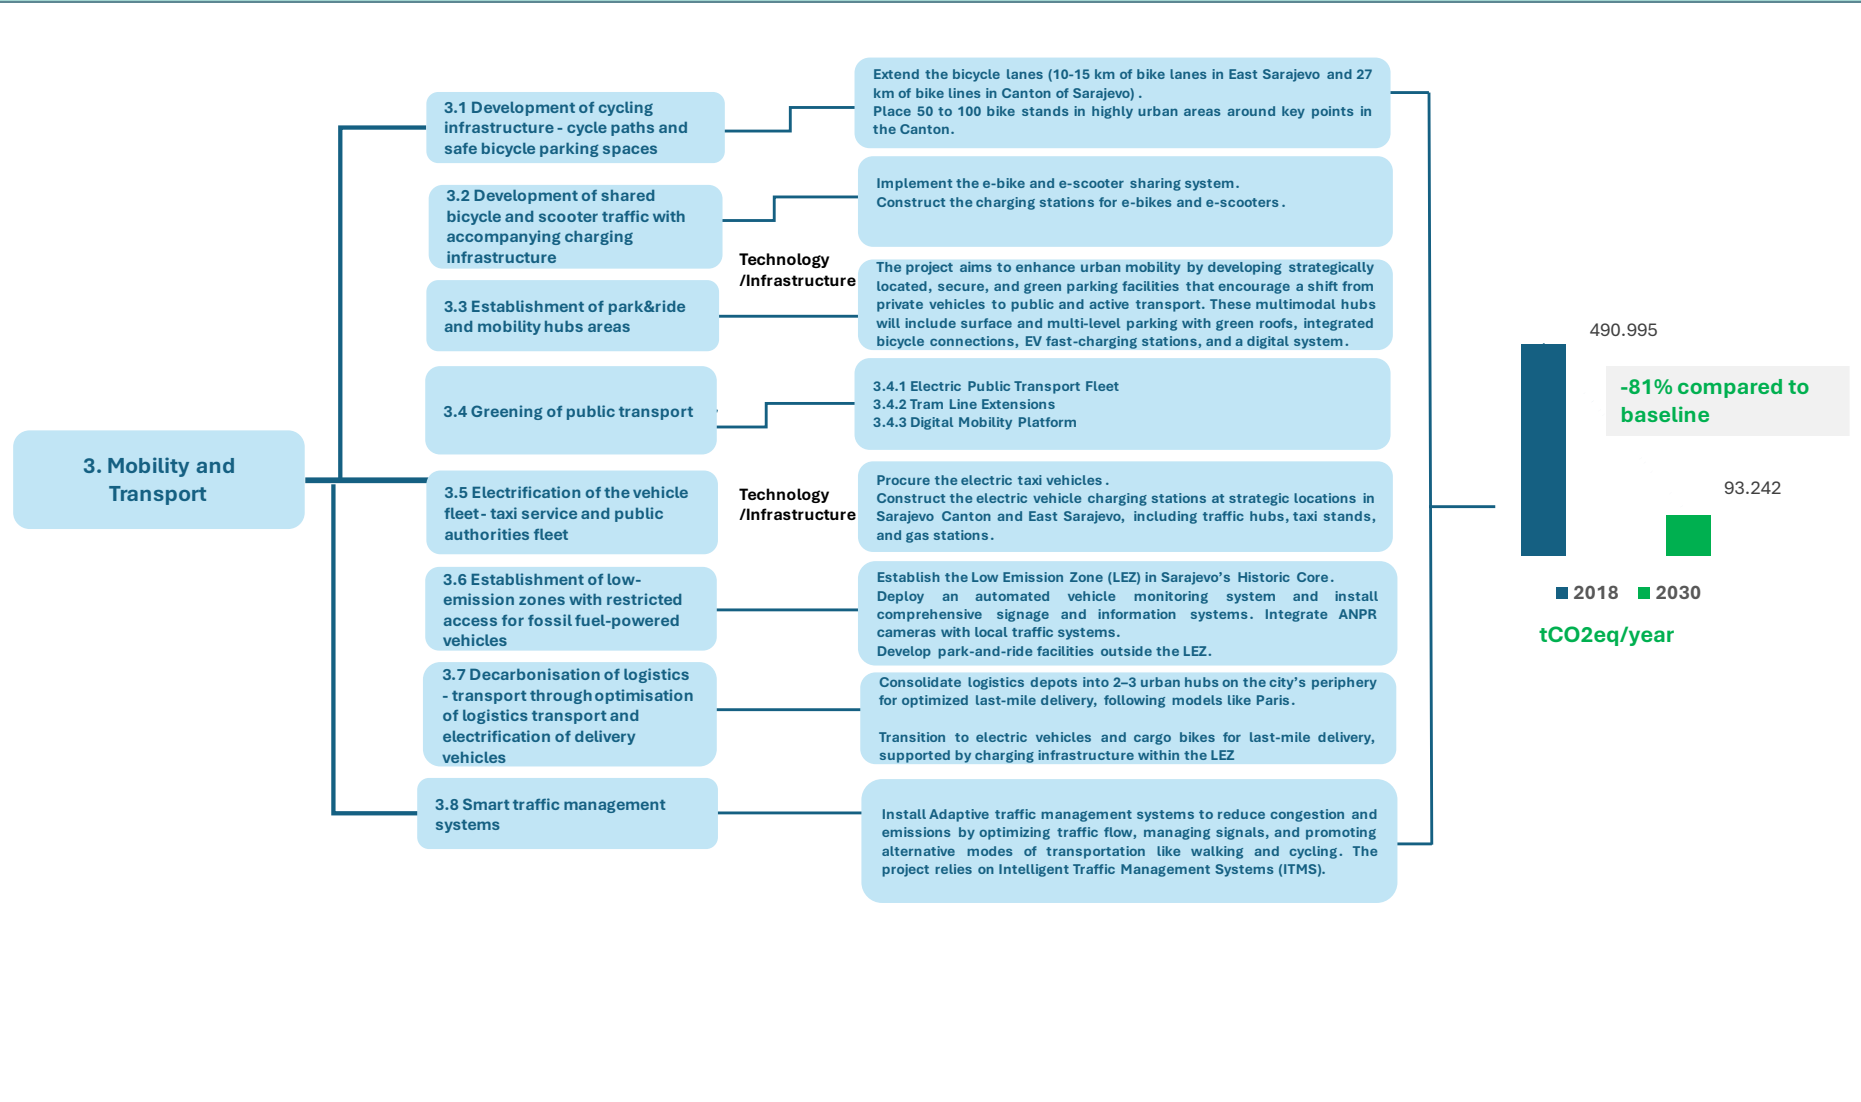 3. Mobility and
Transport
3.1 Development of cycling
infrastructure - cycle paths and
safe bicycle parking spaces
Extend the bicycle lanes (10-15 km of bike lanes in East Sarajevo and 27
km of bike lines in Canton of Sarajevo) .
Place 50 to 100 bike stands in highly urban areas around key points in
the Canton.
3.2 Development of shared
bicycle and scooter traffic with
accompanying charging
infrastructure
Implement the e-bike and e-scooter sharing system.
Construct the charging stations for e-bikes and e-scooters.
Technology
/Infrastructure
3.3 Establishment of park&ride
and mobility hubs areas
The project aims to enhance urban mobility by developing strategically
located, secure, and green parking facilities that encourage a shift from
private vehicles to public and active transport. These multimodal hubs
will include surface and multi-level parking with green roofs, integrated
bicycle connections, EV fast-charging stations, and a digital system.
3.4 Greening of public transport
3.4.1 Electric Public Transport Fleet
3.4.2 Tram Line Extensions
3.4.3 Digital Mobility Platform
3.5 Electrification of the vehicle
fleet- taxi service and public
authorities fleet
Technology
/Infrastructure
Procure the electric taxi vehicles.
Construct the electric vehicle charging stations at strategic locations in
Sarajevo Canton and East Sarajevo, including traffic hubs, taxi stands,
and gas stations.
3.6 Establishment of low-
emission zones with restricted
access for fossil fuel-powered
vehicles
Establish the Low Emission Zone (LEZ) in Sarajevo’s Historic Core.
Deploy an automated vehicle monitoring system and install
comprehensive signage and information systems. Integrate ANPR
cameras with local traffic systems.
Develop park-and-ride facilities outside the LEZ.
3.7 Decarbonisation of logistics
- transport through optimisation
of logistics transport and
electrification of delivery
vehicles
Consolidate logistics depots into 2–3 urban hubs on the city’s periphery
for optimized last-mile delivery, following models like Paris.
Transition to electric vehicles and cargo bikes for last-mile delivery,
supported by charging infrastructure within the LEZ
3.8 Smart traffic management
systems
Install Adaptive traffic management systems to reduce congestion and
emissions by optimizing traffic flow, managing signals, and promoting
alternative modes of transportation like walking and cycling. The
project relies on Intelligent Traffic Management Systems (ITMS).
490.995
-81% compared to
baseline
93.242
2018 2030
tCO2eq/year